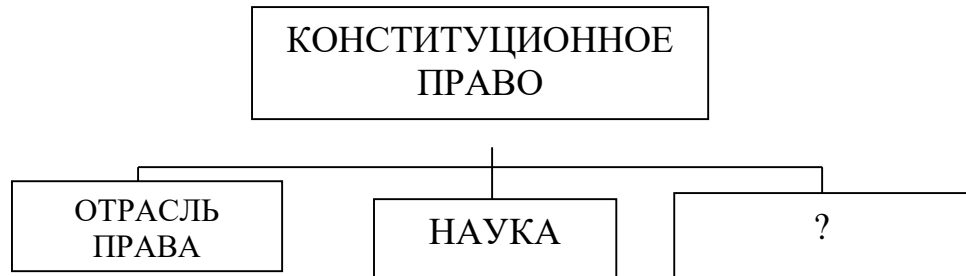 КОНСТИТУЦИОННОЕ
ПРАВО
ОТРАСЛЬ
ПРАВА
НАУКА
?